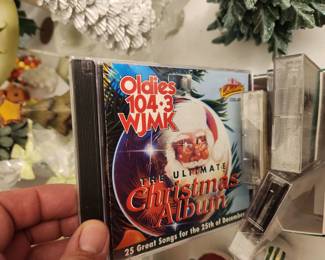 Oldies
104·3
WJMK
THE ULTIMATE
Christmas
Album
25 Great Songs for the 25th of December